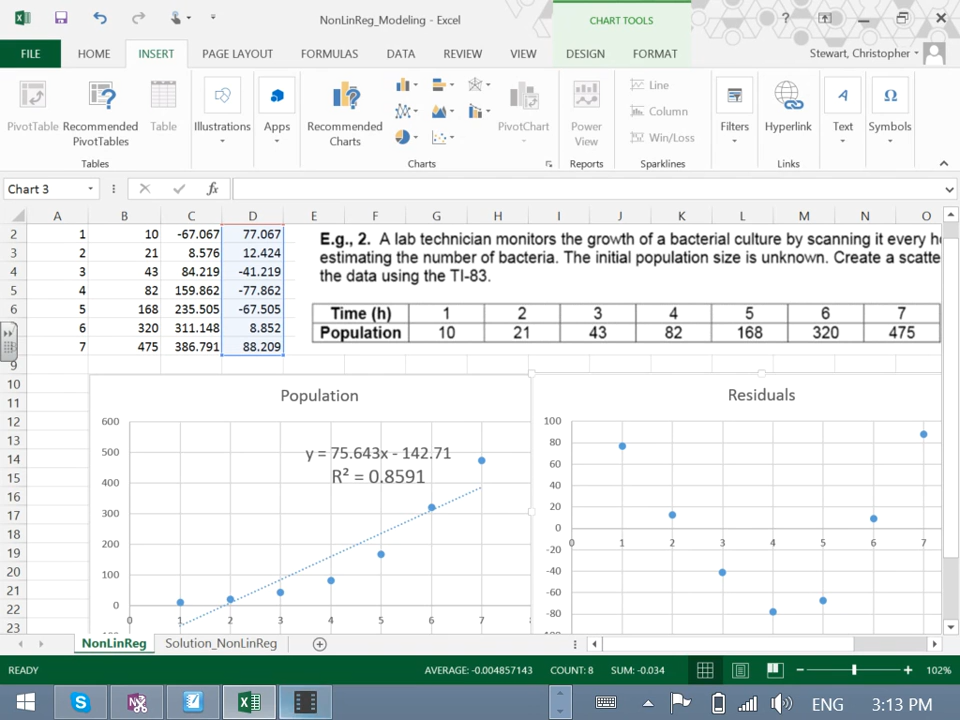 NonLinReg_Modeling - Excel
CHART TOOLS
?
FILE
HOME
INSERT
PAGE LAYOUT
FORMULAS
DATA
REVIEW
VIEW
DESIGN
FORMAT
Stewart, Christopher
PivotTable
Recommended
PivotTables
Table
Illustrations
Apps
Recommended
Charts
PivotChart
Power
View
Line
Column
Win/Loss
Filters
Hyperlink
Text
Symbols
Tables
Charts
Reports
Sparklines
Links
Chart 3
fx
A B C D E F G H I J K L M N O
2 1 10 -67.067 77.067
3 2 21 8.576 12.424
4 3 43 84.219 -41.219
5 4 82 159.862 -77.862
6 5 168 235.505 -67.505
7 6 320 311.148 8.852
8 7 475 386.791 88.209
9
10
11
12
13
14
15
16
17
18
19
20
21
22
23
E.g., 2. A lab technician monitors the growth of a bacterial culture by scanning it every
estimating the number of bacteria. The initial population size is unknown. Create a
the data using the TI-83.
Time (h) 1 2 3 4 5 6 7
Population 10 21 43 82 168 320 475
Population
600
500
400
300
200
100
0
y = 75.643x - 142.71
R² = 0.8591
0 1 2 3 4 5 6 7
Residuals
100
80
60
40
20
0
-20
-40
-60
-80
0 1 2 3 4 5 6 7
NonLinReg
Solution_NonLinReg
READY
AVERAGE: -0.004857143
COUNT: 8
SUM: -0.034
102%
ENG
3:13 PM